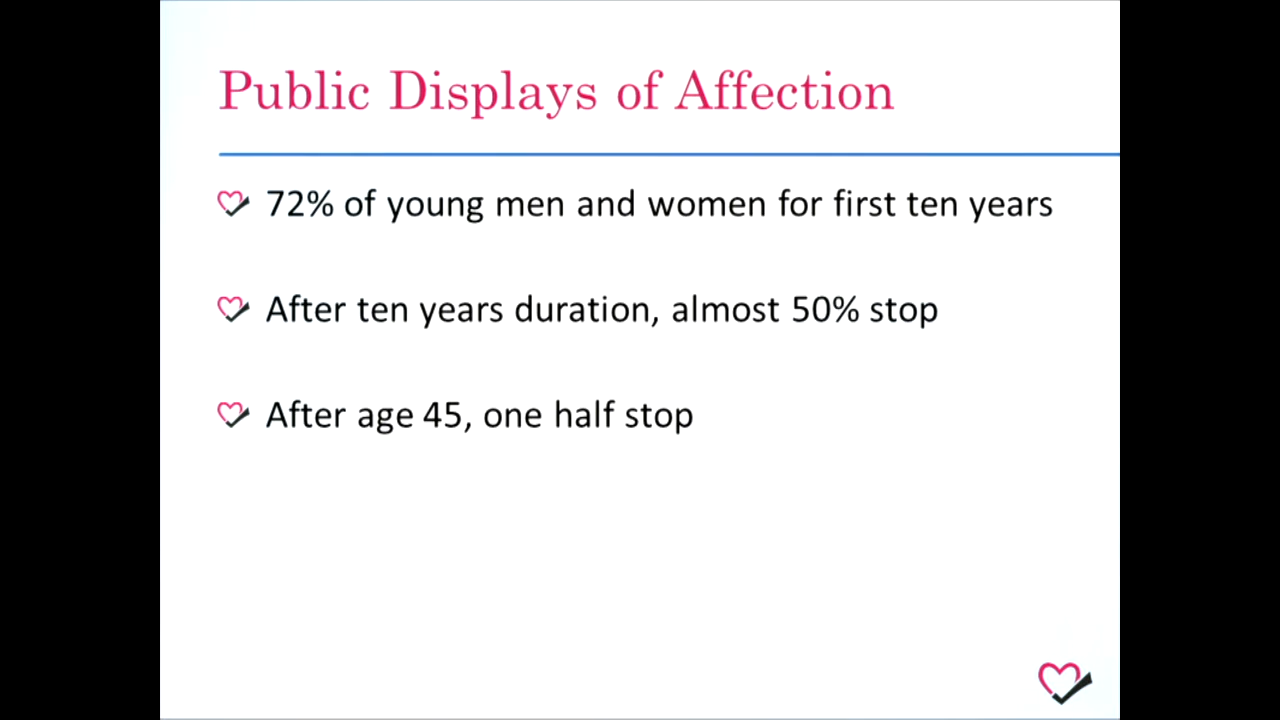 Public Displays of Affection
72% of young men and women for first ten years
After ten years duration, almost 50% stop
After age 45, one half stop